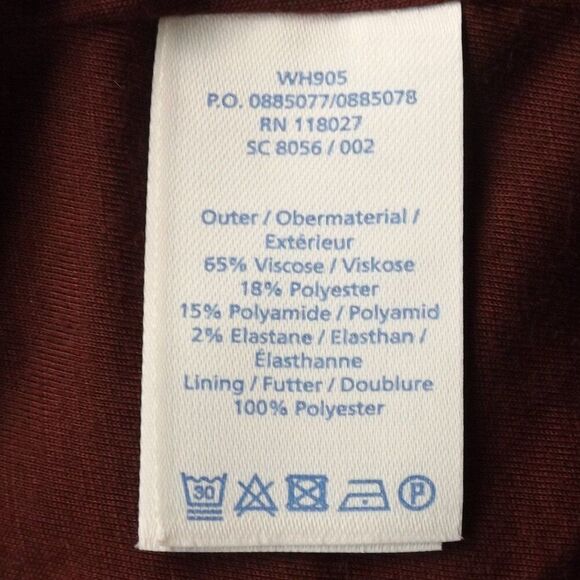 WH905
P.O. 0885077/0885078
RN 118027
SC 8056 / 002
Outer / Obermaterial /
Extérieur
65% Viscose / Viskose
18% Polyester
15% Polyamide / Polyamid
2% Elastane / Elasthan /
Élasthanne
Lining / Futter / Doublure
100% Polyester
30 P